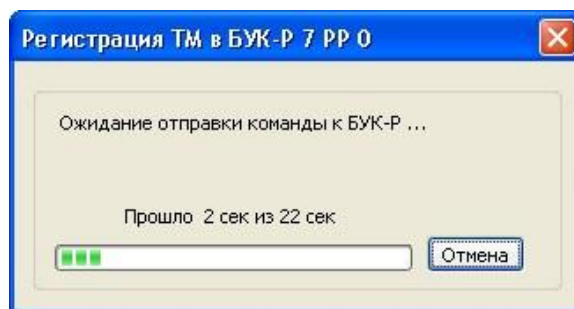 Регистрация ТМ в БУК-Р 7 РР 0
Ожидание отправки команды к БУК-Р ...
Прошло 2 сек из 22 сек
Отмена